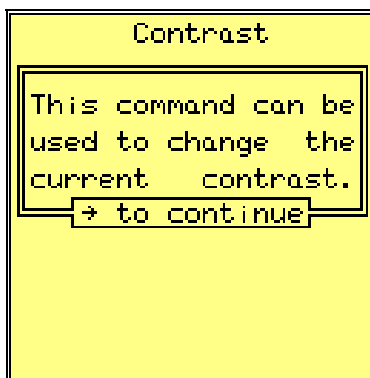 Contrast
This command can be
used to change the
current contrast.
→ to continue